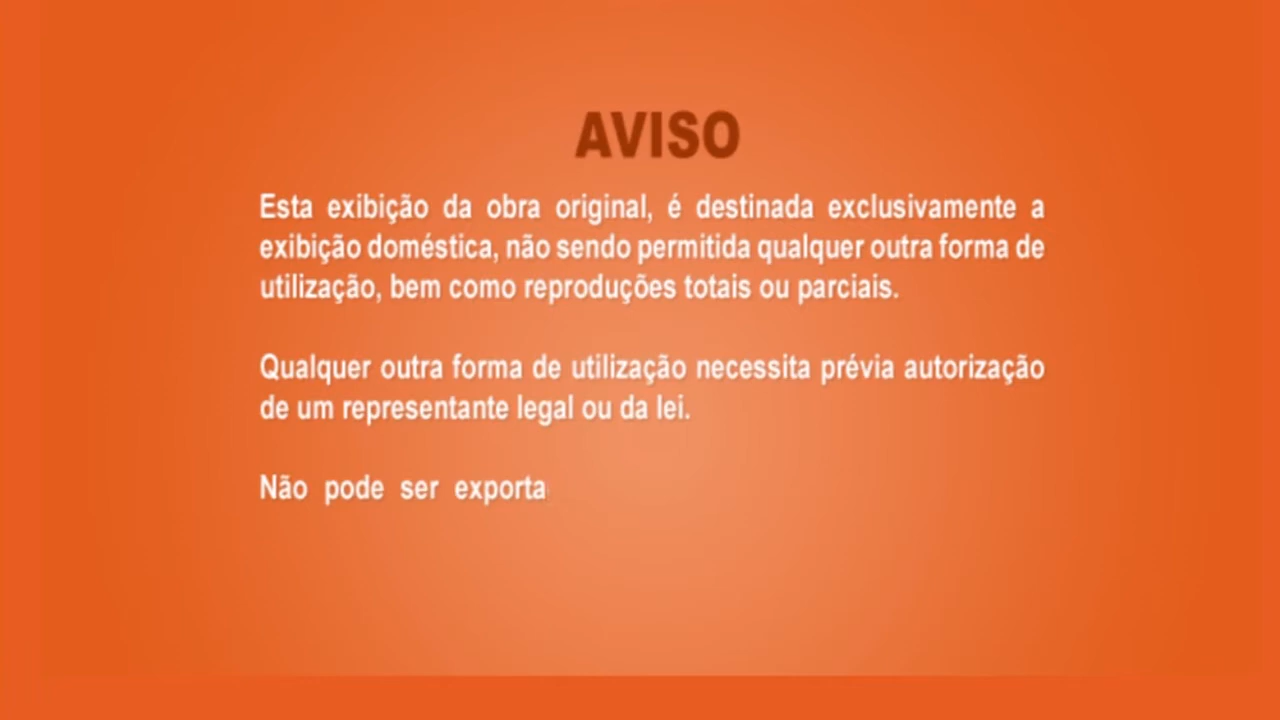 AVISO
Esta exibição da obra original, é destinada exclusivamente a
exibição doméstica, não sendo permitida qualquer outra forma de
utilização, bem como reproduções totais ou parciais.
Qualquer outra forma de utilização necessita prévia autorização
de um representante legal ou da lei.
Não pode ser exporta